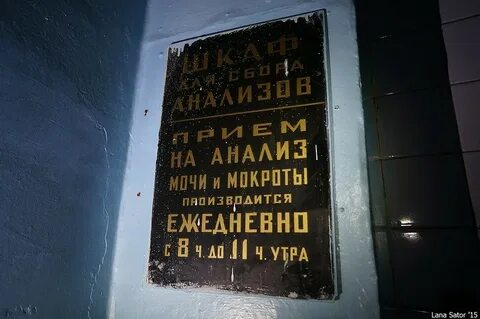 ШКАФ
ДЛЯ СБОРА
АНАЛИЗОВ
ПРИЕМ
НА АНАЛИЗ
МОЧИ и МОКРОТЫ
ПРОИЗВОДИТСЯ
ЕЖЕДНЕВНО
С 8 Ч. ДО 11 Ч. УТРА
Lana Sator '15